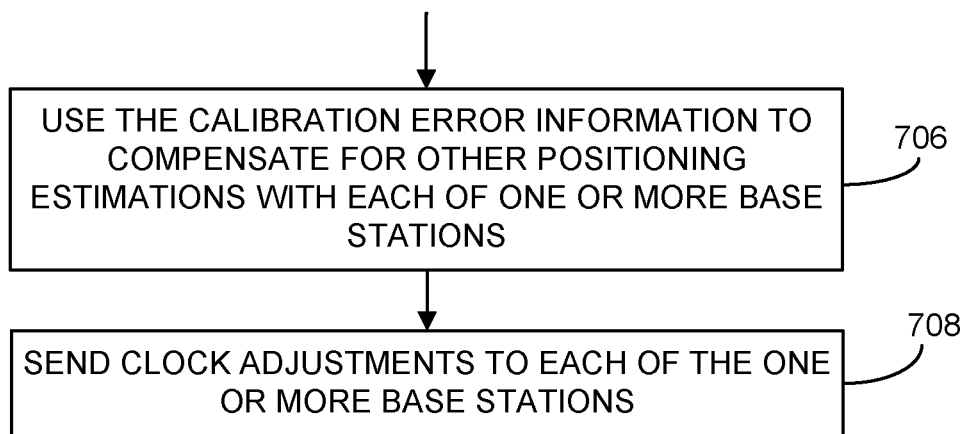 USE THE CALIBRATION ERROR INFORMATION TO
COMPENSATE FOR OTHER POSITIONING
ESTIMATIONS WITH EACH OF ONE OR MORE BASE
STATIONS
706
708
SEND CLOCK ADJUSTMENTS TO EACH OF THE ONE
OR MORE BASE STATIONS